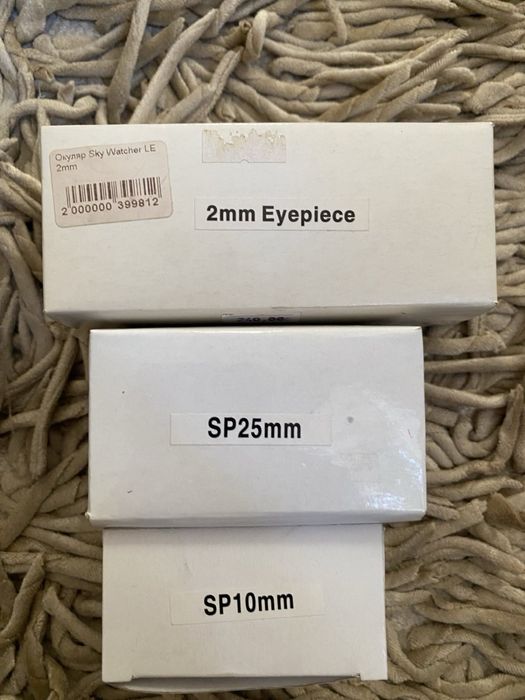 Окуляр Sky Watcher LE
2mm
2 000000 399812
2mm Eyepiece
SP25mm
SP10mm